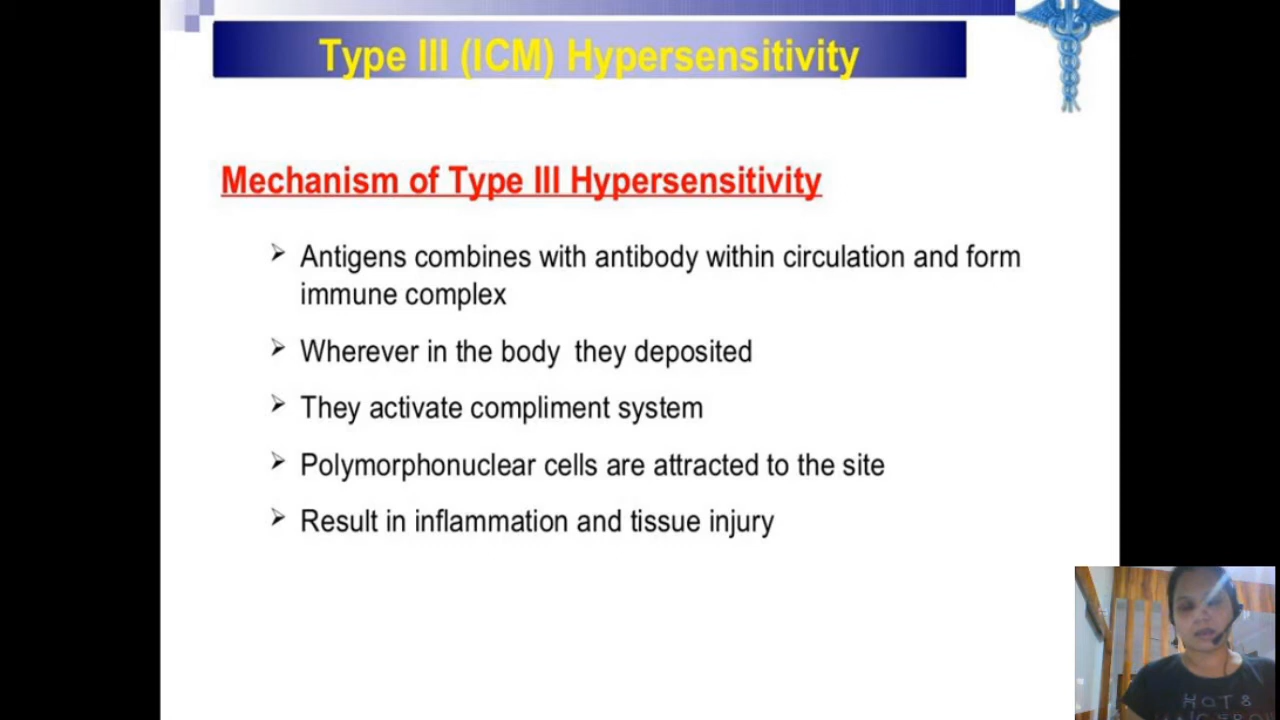 Type III (ICM) Hypersensitivity
Mechanism of Type III Hypersensitivity
Antigens combines with antibody within circulation and form
immune complex
Wherever in the body they deposited
They activate compliment system
Polymorphonuclear cells are attracted to the site
Result in inflammation and tissue injury
HOT &